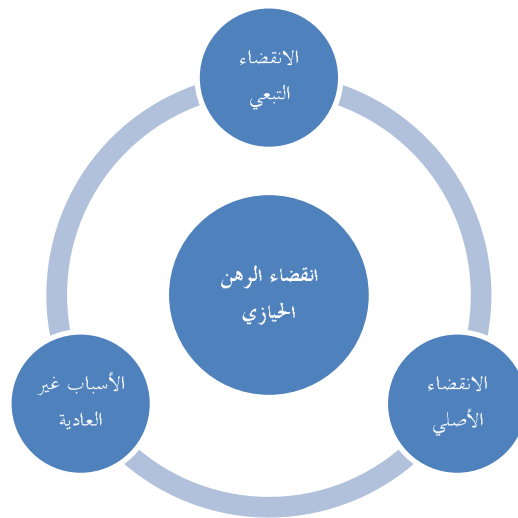 الانقضاء
التبعي
انقضاء الرهن
الحيازي
الانقضاء
الأصلي
الأسباب غير
العادية